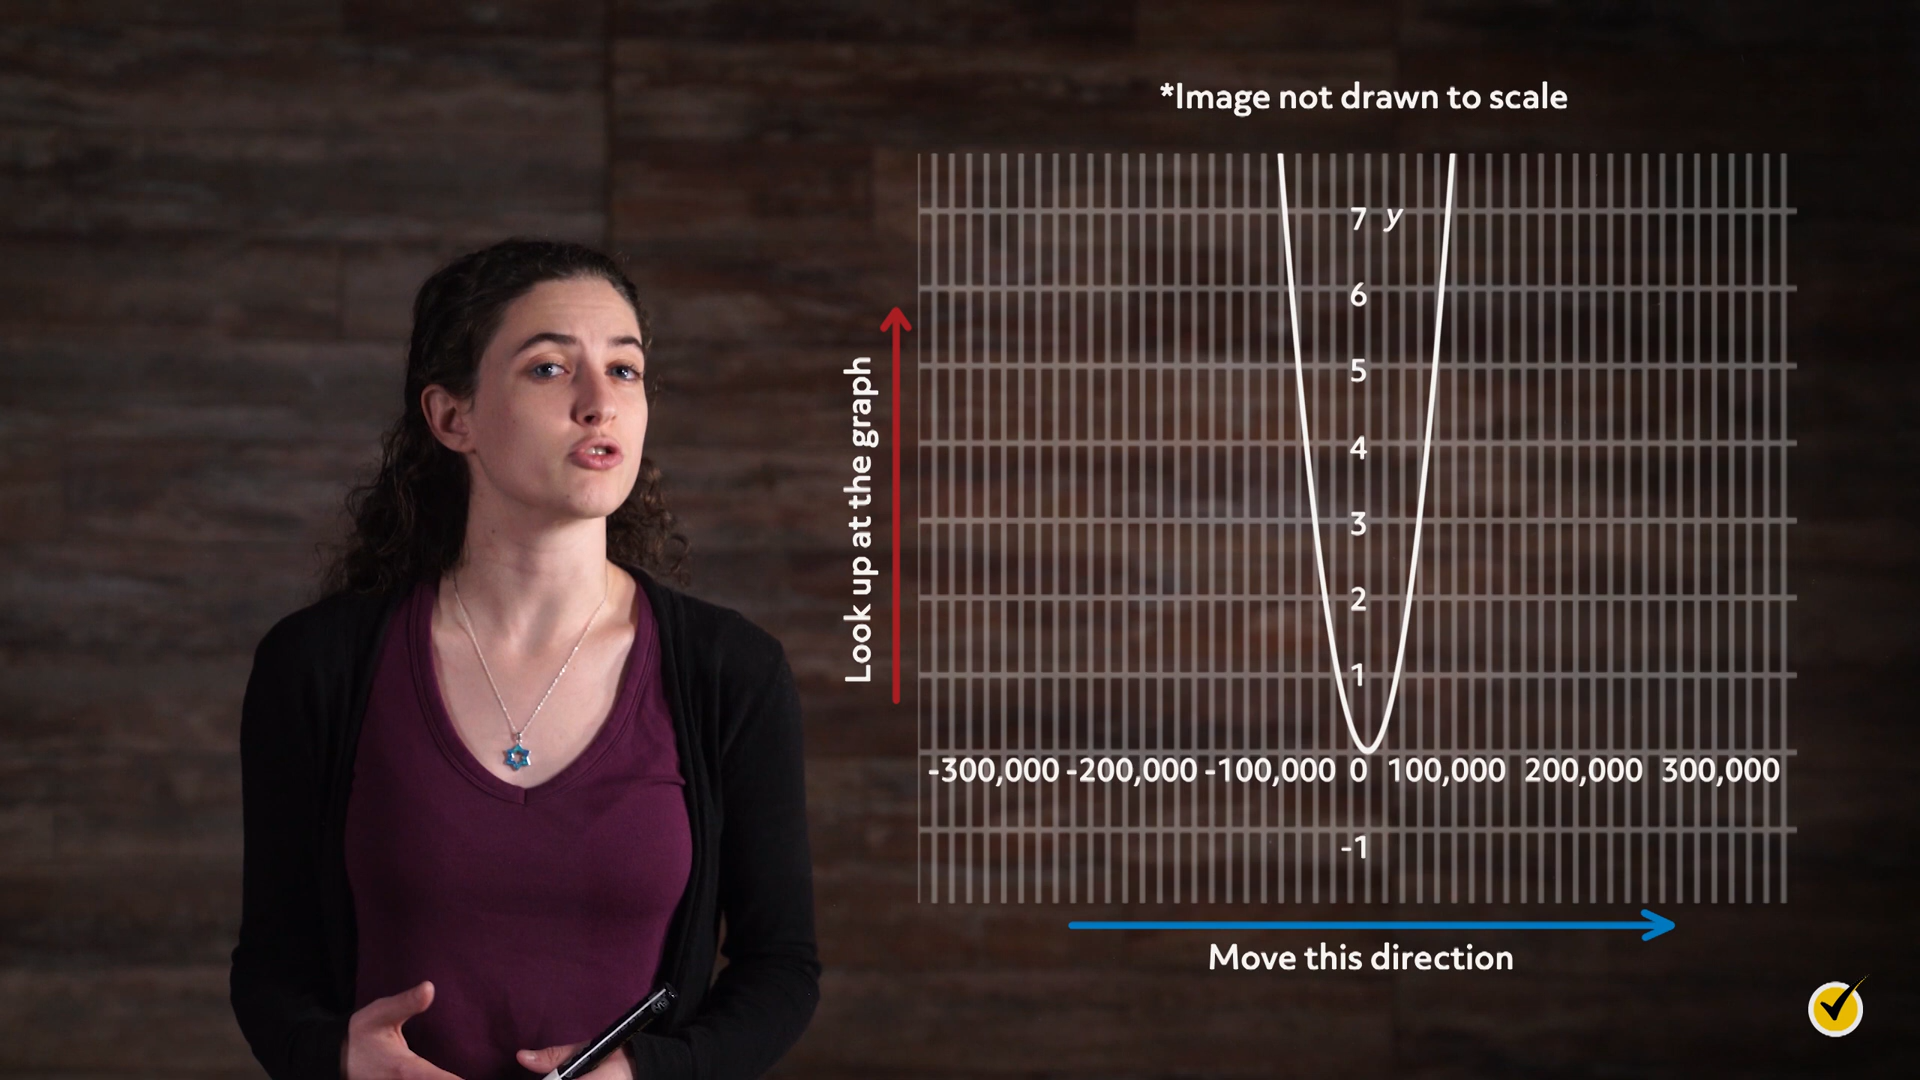 *Image not drawn to scale
7 y
6
5
4
3
2
1
-300,000 -200,000 -100,000 0 100,000 200,000 300,000
-1
Look up at the graph
Move this direction